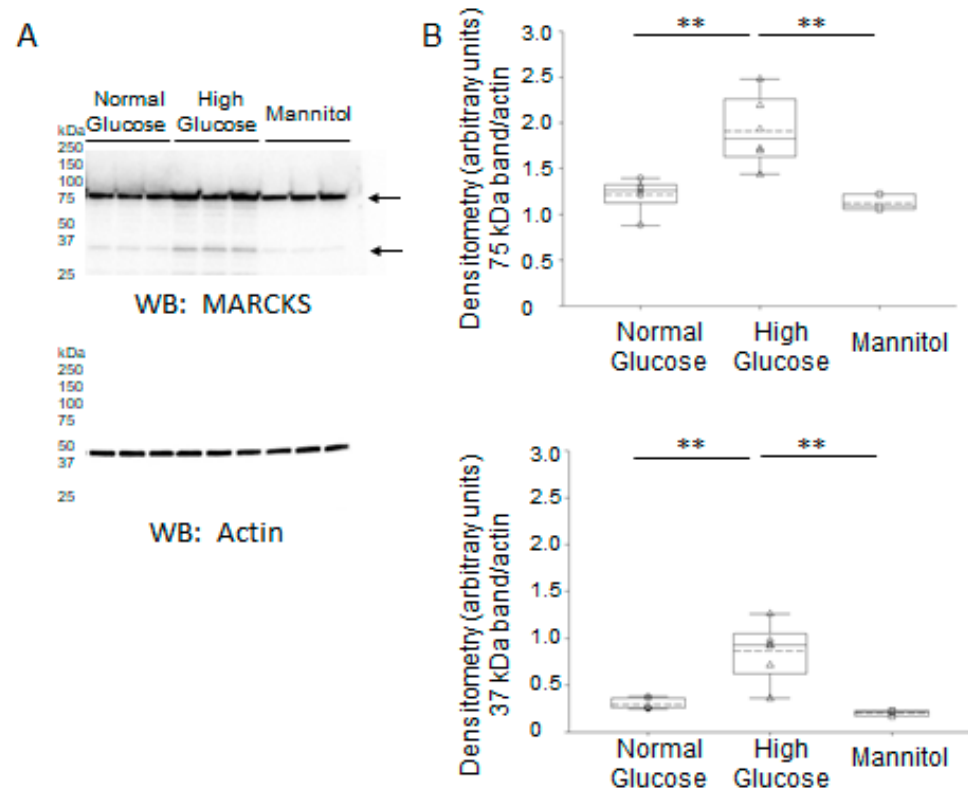 A
Normal Glucose
High Glucose
Mannitol
kDa
250
150
100
75
50
37
25
WB: MARCKS
kDa
250
150
100
75
50
37
25
WB: Actin
B
Densitometry (arbitrary units)
75 kDa band/actin
3.0
2.5
2.0
1.5
1.0
0.5
0
** **
Normal Glucose
High Glucose
Mannitol
Densitometry (arbitrary units)
37 kDa band/actin
3.0
2.5
2.0
1.5
1.0
0.5
0
** **
Normal Glucose
High Glucose
Mannitol